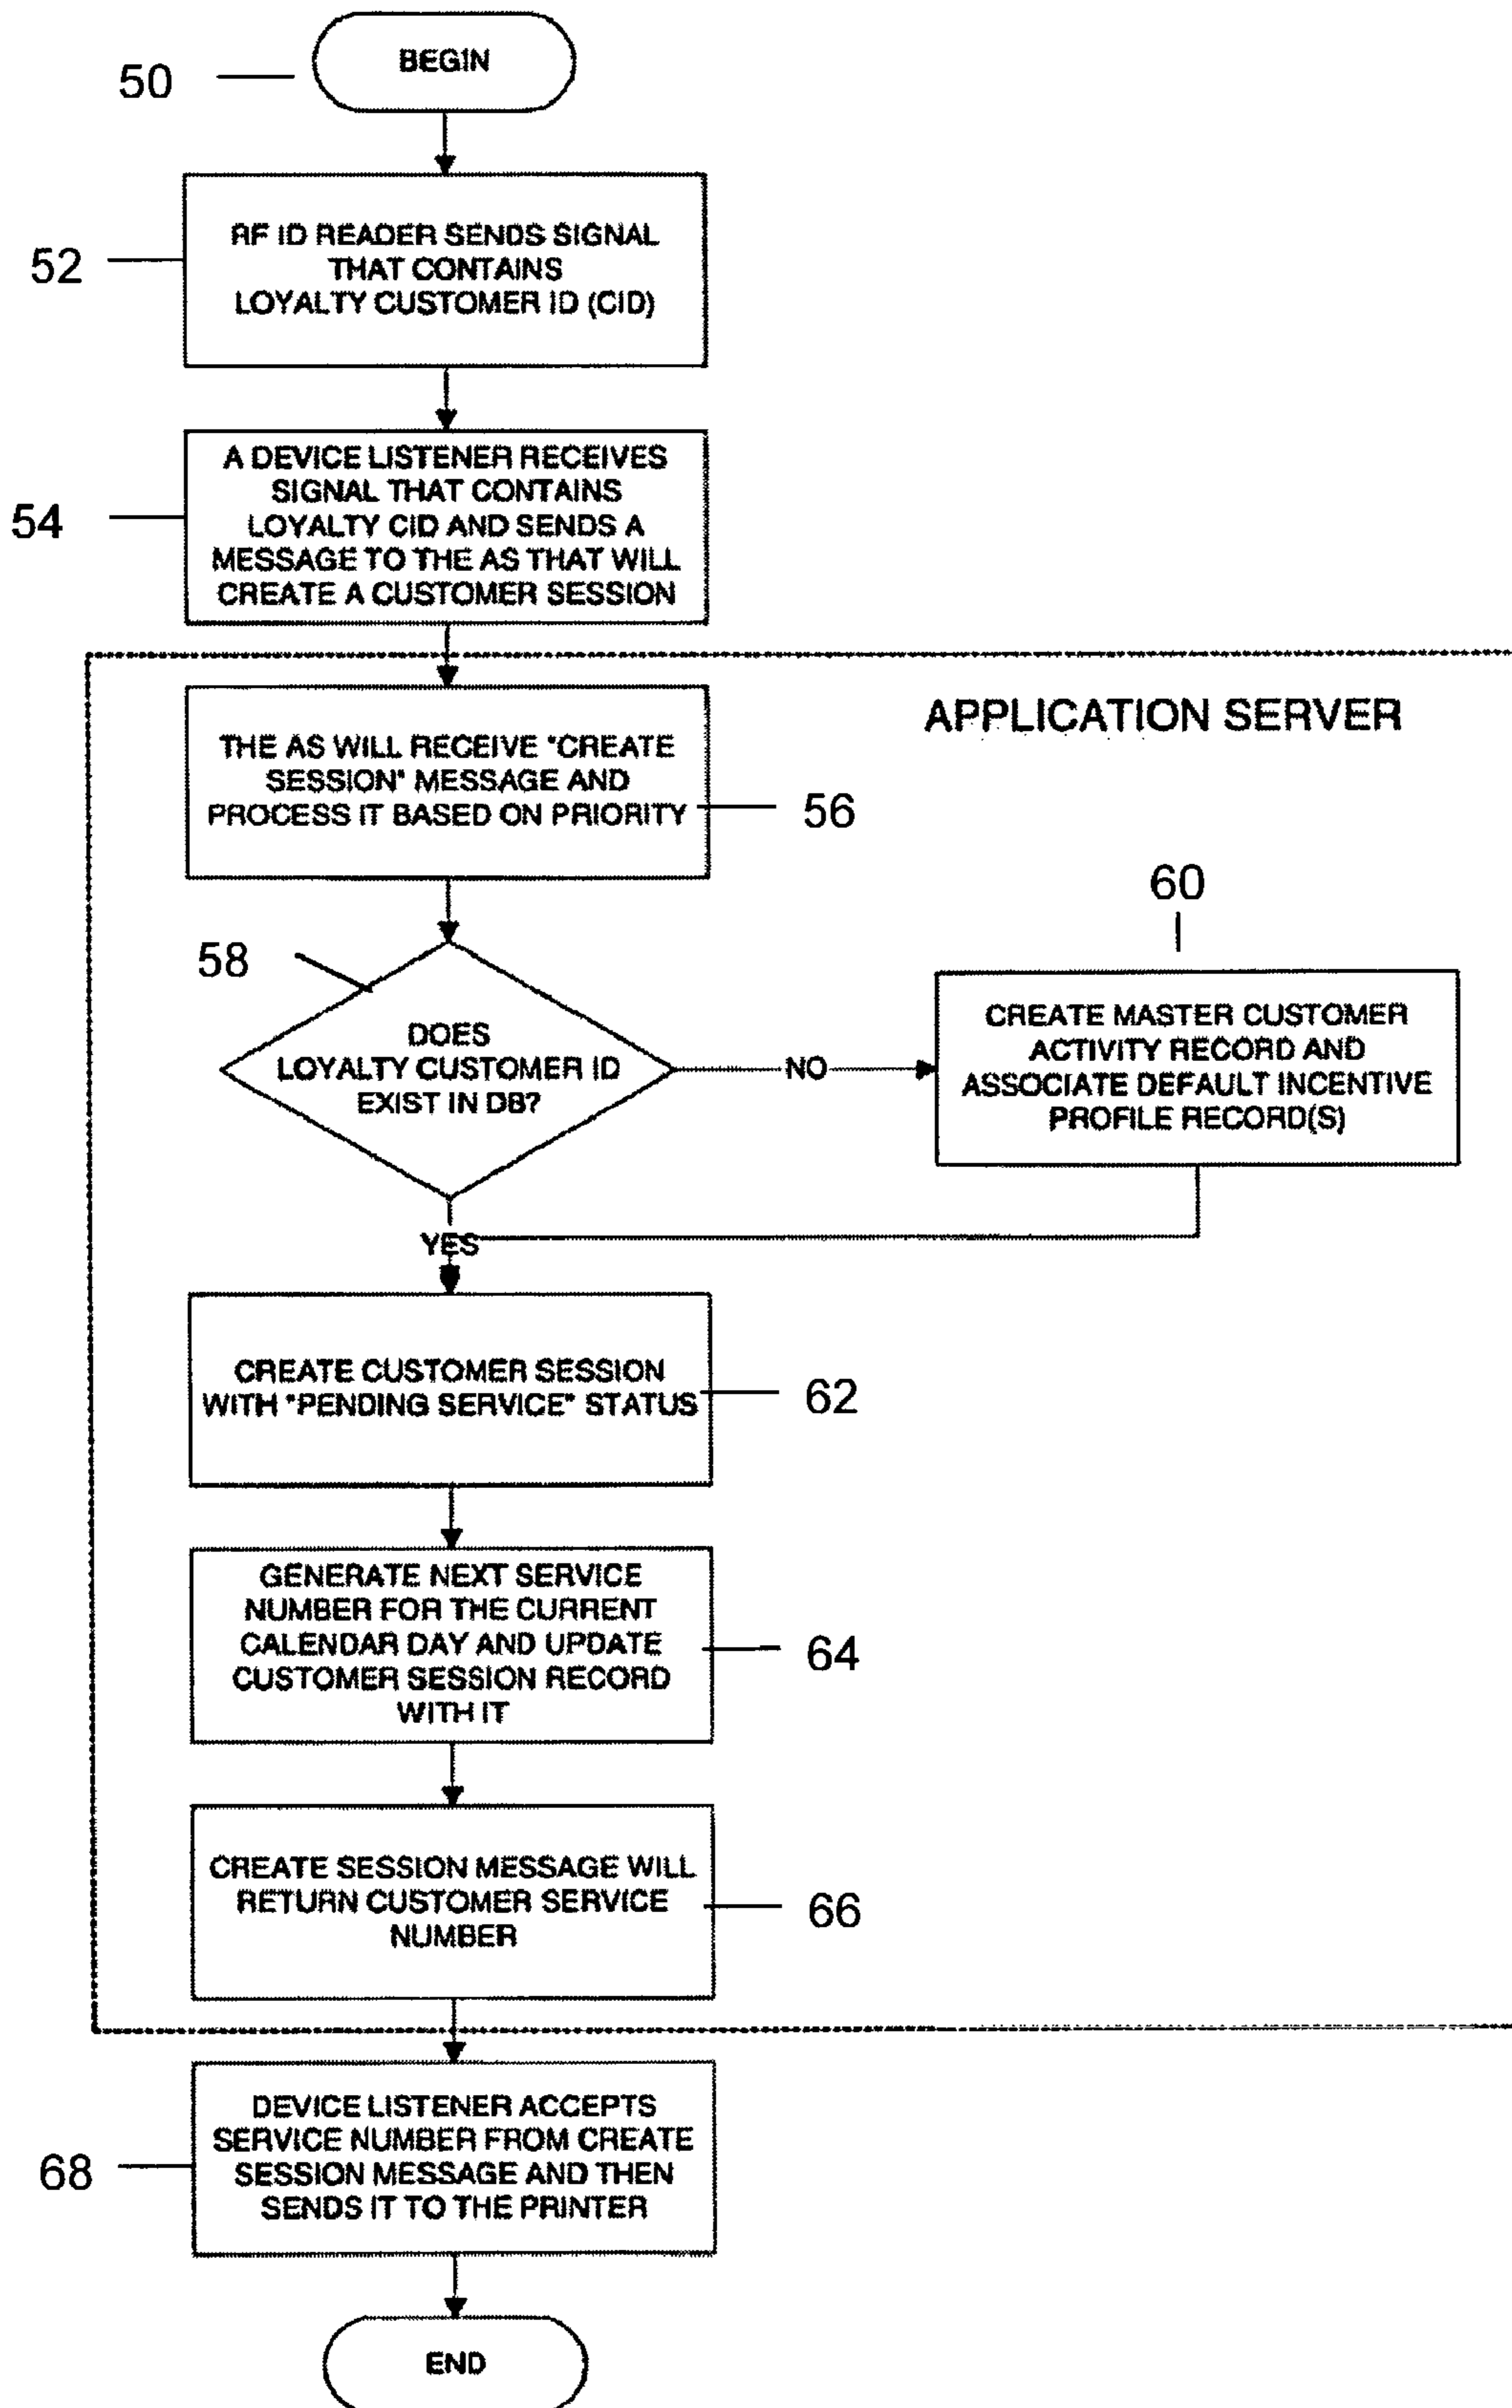 50
BEGIN
52
RF ID READER SENDS SIGNAL
THAT CONTAINS
LOYALTY CUSTOMER ID (CID)
54
A DEVICE LISTENER RECEIVES
SIGNAL THAT CONTAINS
LOYALTY CID AND SENDS A
MESSAGE TO THE AS THAT WILL
CREATE A CUSTOMER SESSION
APPLICATION SERVER
THE AS WILL RECEIVE "CREATE
SESSION" MESSAGE AND
PROCESS IT BASED ON PRIORITY
56
58
DOES
LOYALTY CUSTOMER ID
EXIST IN DB?
NO
60
CREATE MASTER CUSTOMER
ACTIVITY RECORD AND
ASSOCIATE DEFAULT INCENTIVE
PROFILE RECORD(S)
YES
CREATE CUSTOMER SESSION
WITH "PENDING SERVICE" STATUS
62
GENERATE NEXT SERVICE
NUMBER FOR THE CURRENT
CALENDAR DAY AND UPDATE
CUSTOMER SESSION RECORD
WITH IT
64
CREATE SESSION MESSAGE WILL
RETURN CUSTOMER SERVICE
NUMBER
66
68
DEVICE LISTENER ACCEPTS
SERVICE NUMBER FROM CREATE
SESSION MESSAGE AND THEN
SENDS IT TO THE PRINTER
END